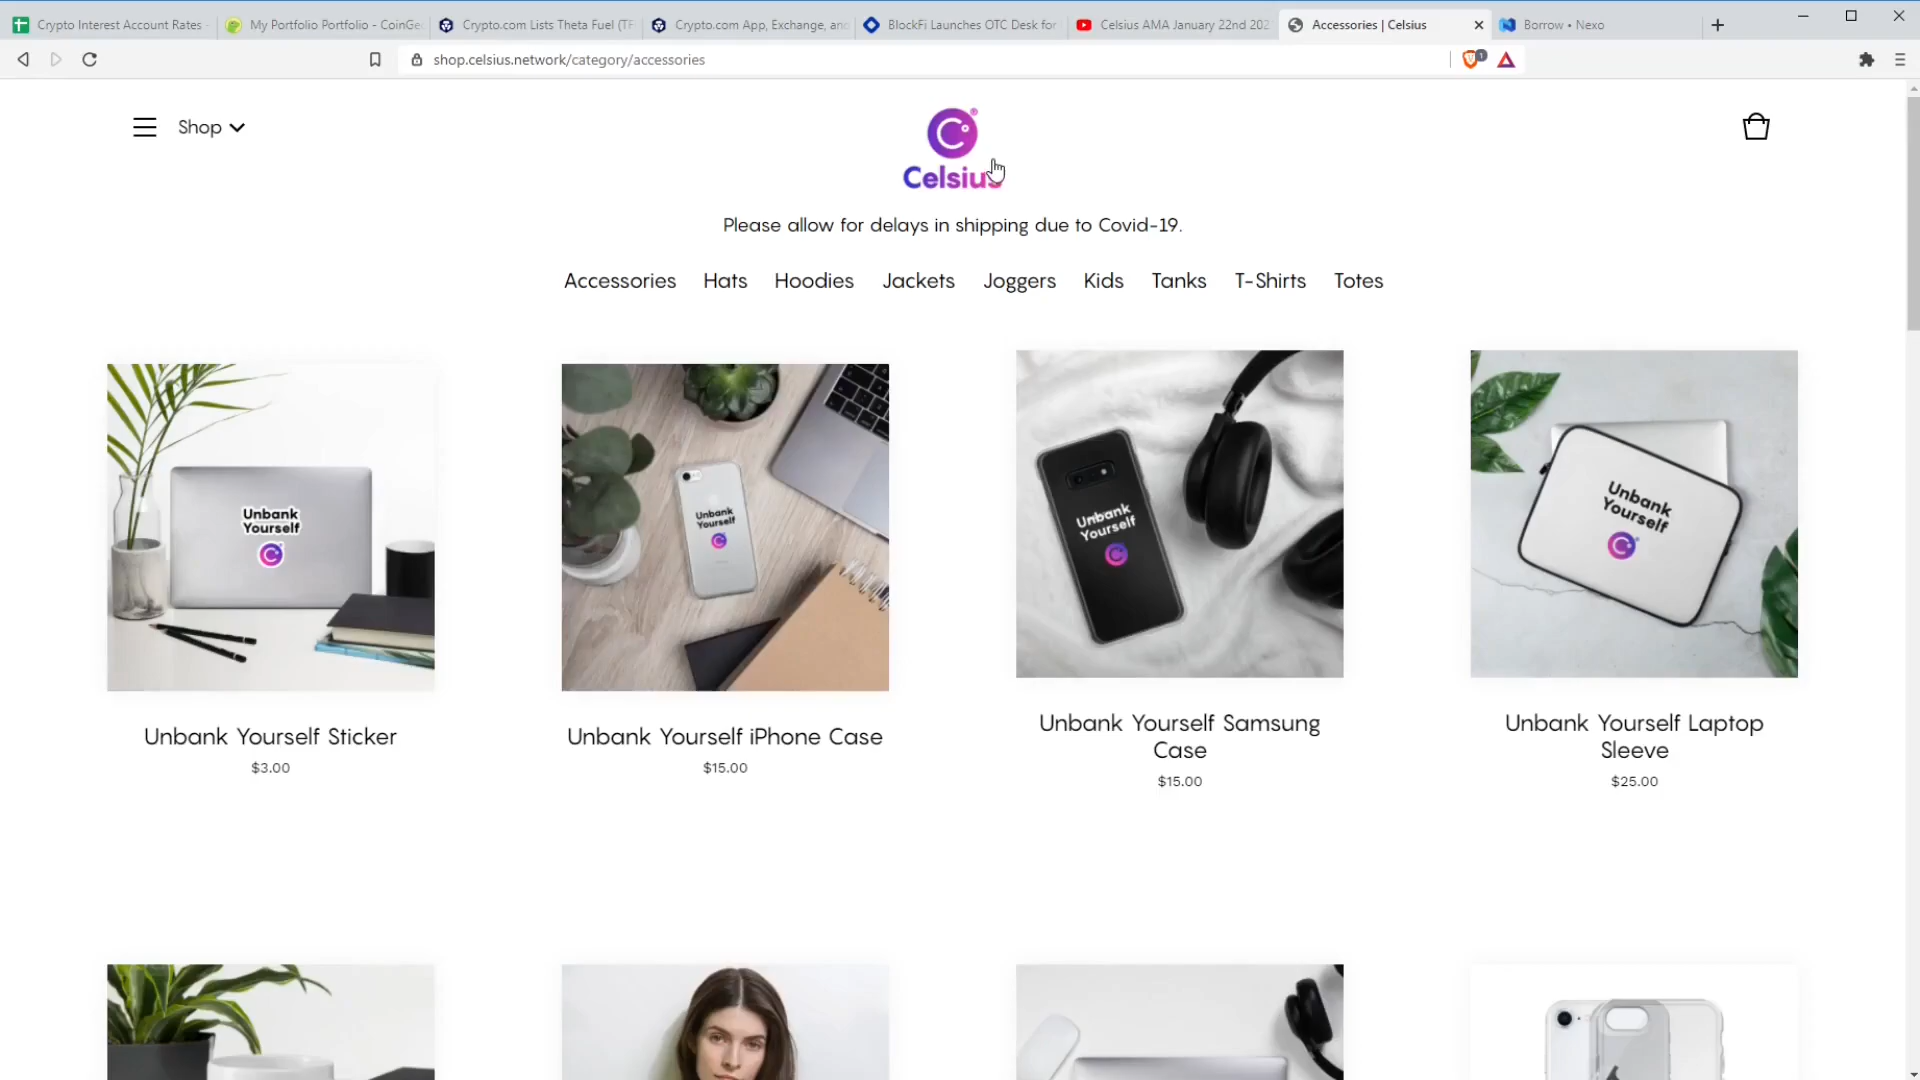 Crypto Interest Account Rates
My Portfolio Portfolio - CoinGec
Crypto.com Lists Theta Fuel (TF
Crypto.com App, Exchange, an
BlockFi Launches OTC Desk for
Celsius AMA January 22nd 202
Accessories | Celsius
Borrow • Nexo
shop.celsius.network/category/accessories
1
Shop
Celsius
Please allow for delays in shipping due to Covid-19.
Accessories Hats Hoodies Jackets Joggers Kids Tanks T-Shirts Totes
Unbank
Yourself
Unbank
Yourself
Unbank
Yourself
Unbank
Yourself
Unbank Yourself Sticker
$3.00
Unbank Yourself iPhone Case
$15.00
Unbank Yourself Samsung
Case
$15.00
Unbank Yourself Laptop
Sleeve
$25.00